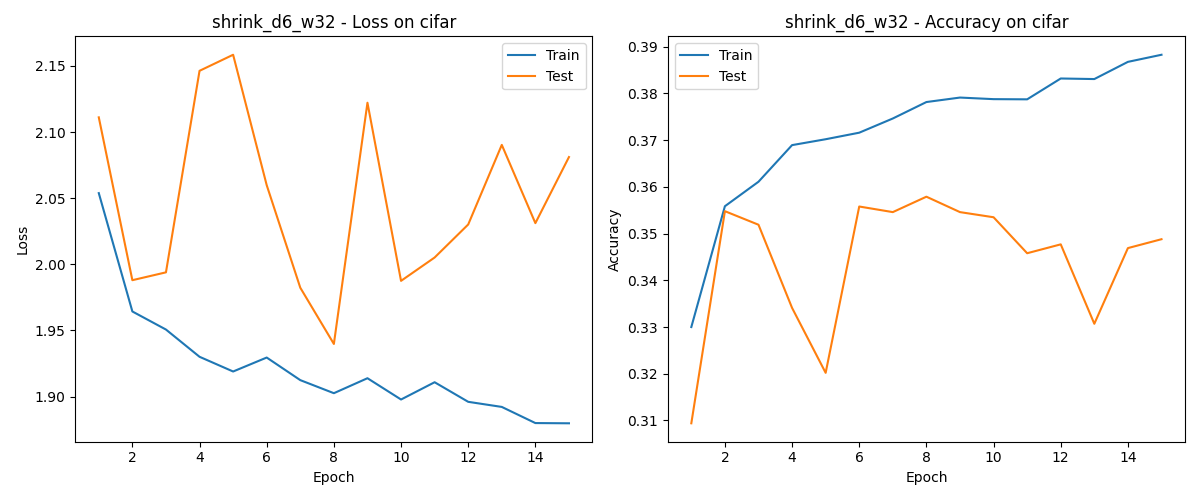 shrink_d6_w32 - Loss on cifar
Train
Test
2.15
2.10
2.05
2.00
1.95
1.90
Loss
2 4 6 8 10 12 14
Epoch
shrink_d6_w32 - Accuracy on cifar
Train
Test
0.39
0.38
0.37
0.36
0.35
0.34
0.33
0.32
0.31
Accuracy
2 4 6 8 10 12 14
Epoch